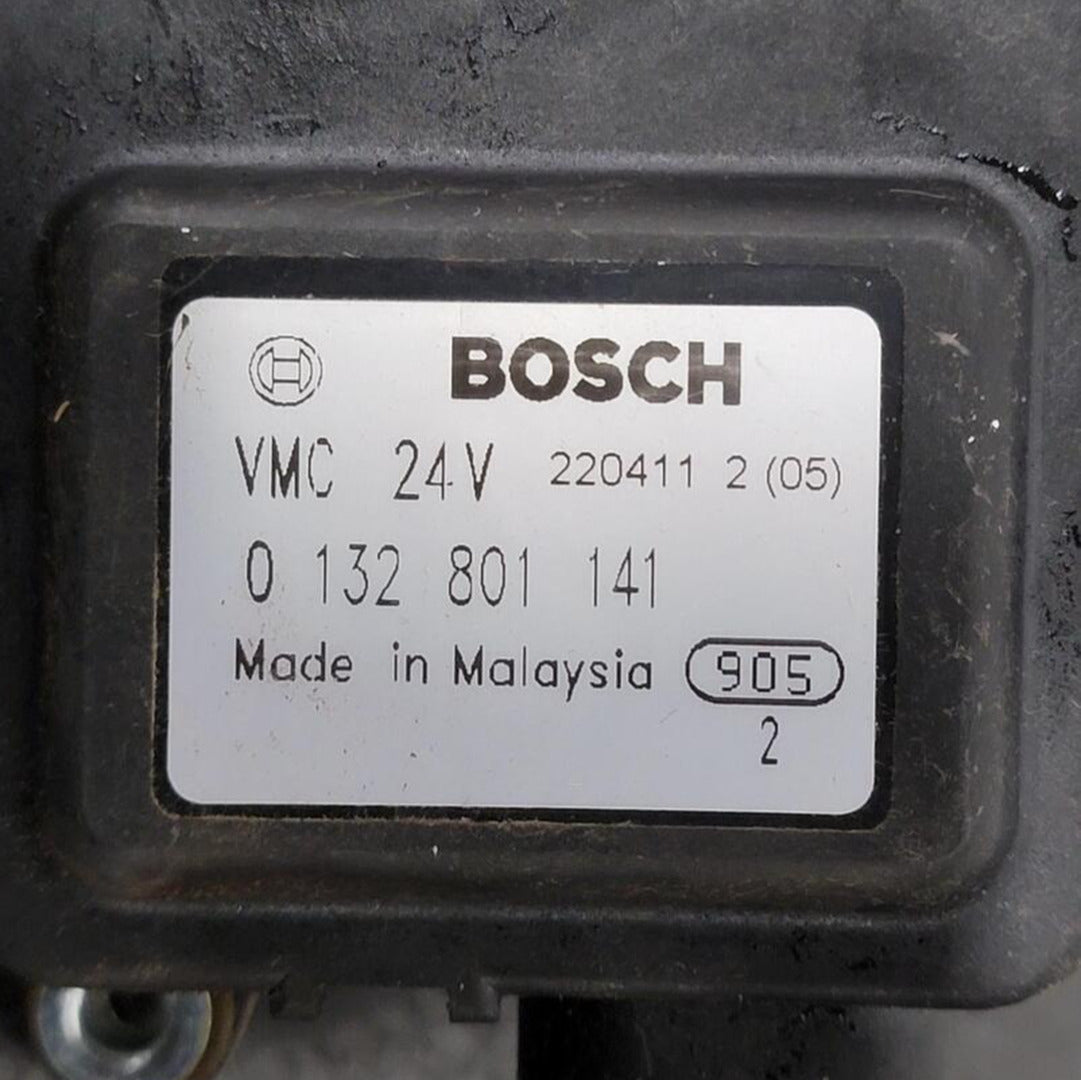 BOSCH
VMC 24V 220411 2 (05)
0 132 801 141
Made in Malaysia 905
2